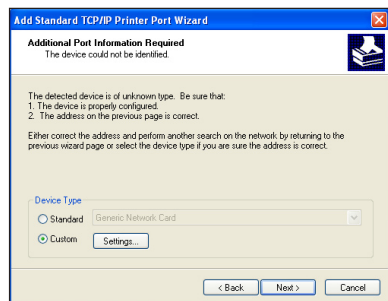 Add Standard TCP/IP Printer Port Wizard
Additional Port Information Required
The device could not be identified.
The detected device is of unknown type. Be sure that:
1. The device is properly configured.
2. The address on the previous page is correct.
Either correct the address and perform another search on the network by returning to the
previous wizard page or select the device type if you are sure the address is correct.
Device Type
Standard
Generic Network Card
Custom
Settings...
< Back
Next >
Cancel